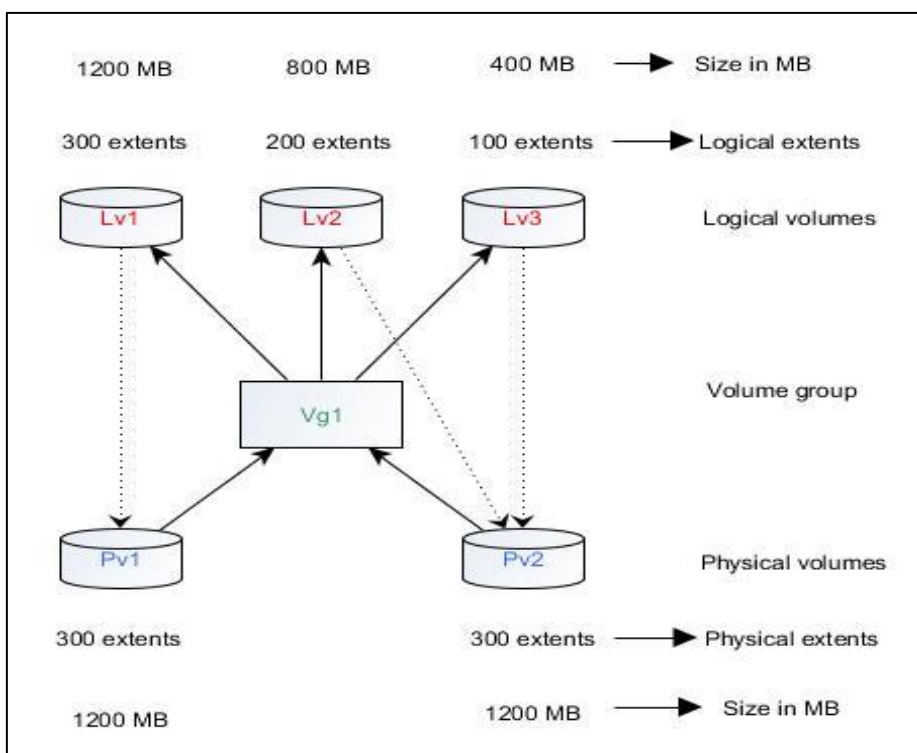 1200 MB 800 MB 400 MB Size in MB
300 extents 200 extents 100 extents Logical extents
Lv1 Lv2 Lv3 Logical volumes
Vg1 Volume group
Pv1 Pv2 Physical volumes
300 extents 300 extents Physical extents
1200 MB 1200 MB Size in MB